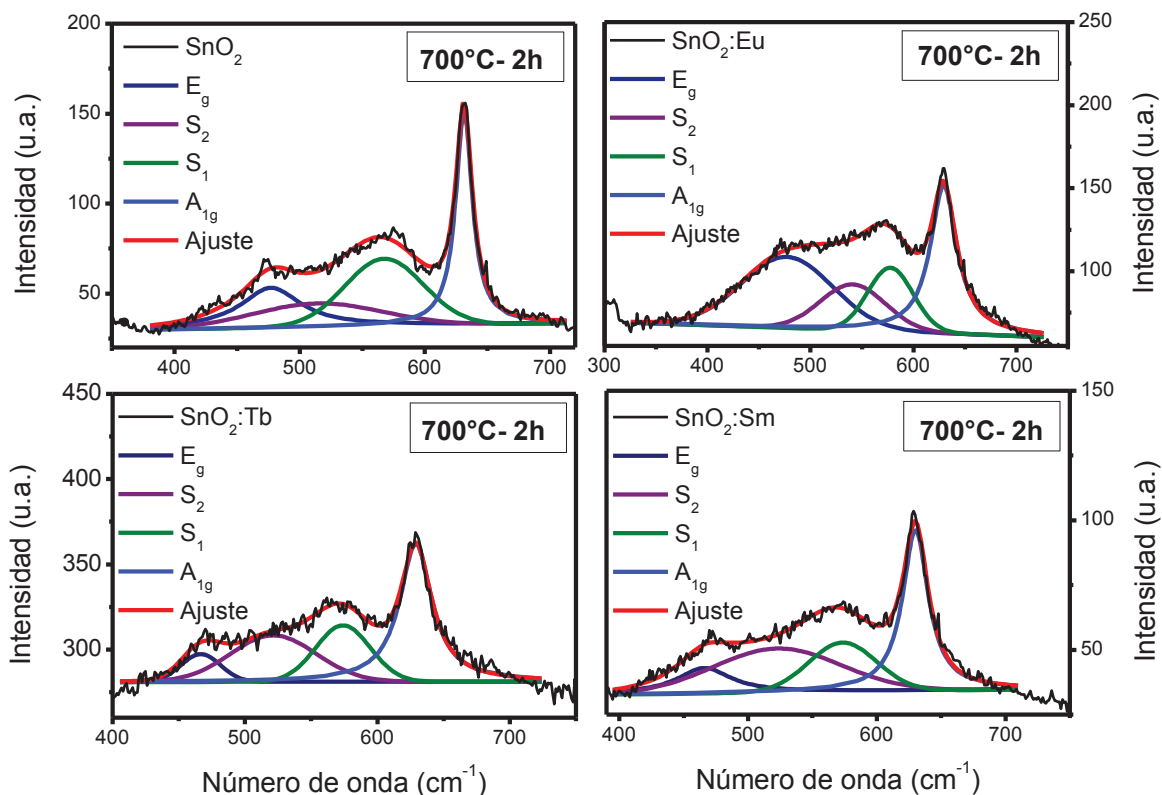 Intensidad (u.a.)
200
150
100
50
400
500
600
700
SnO2
Eg
S2
S1
A1g
Ajuste
700°C- 2h
SnO2:Eu
Eg
S2
S1
A1g
Ajuste
700°C- 2h
250
200
150
100
300
400
500
600
700
Intensidad (u.a.)
Intensidad (u.a.)
450
400
350
300
SnO2:Tb
Eg
S2
S1
A1g
Ajuste
700°C- 2h
500
600
700
Número de onda (cm-1)
SnO2:Sm
Eg
S2
S1
A1g
Ajuste
700°C- 2h
150
100
50
400
500
600
700
Número de onda (cm-1)
Intensidad (u.a.)